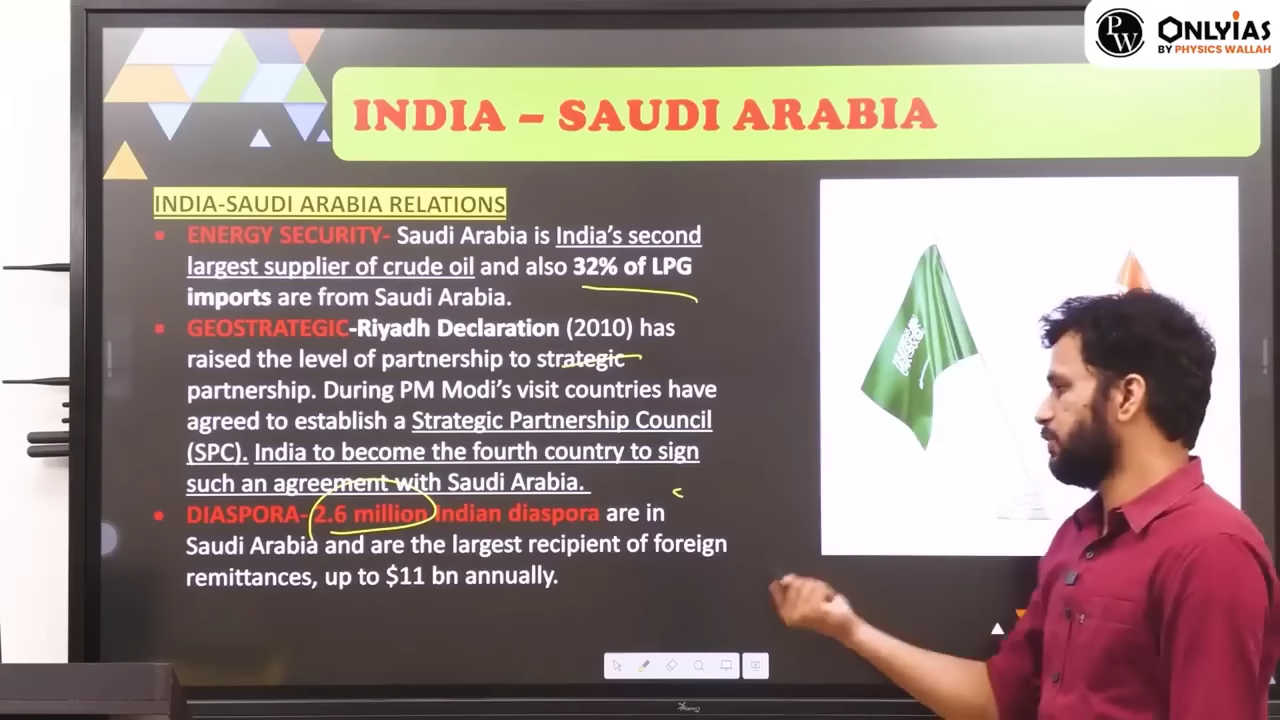 PW
ONLYIAS
BY PHYSICS WALLAH
INDIA – SAUDI ARABIA
INDIA-SAUDI ARABIA RELATIONS
▪ ENERGY SECURITY- Saudi Arabia is India’s second
largest supplier of crude oil and also 32% of LPG
imports are from Saudi Arabia.
▪ GEOSTRATEGIC-Riyadh Declaration (2010) has
raised the level of partnership to strategic
partnership. During PM Modi’s visit countries have
agreed to establish a Strategic Partnership Council
(SPC). India to become the fourth country to sign
such an agreement with Saudi Arabia.
• DIASPORA- 2.6 million Indian diaspora are in
Saudi Arabia and are the largest recipient of foreign
remittances, up to $11 bn annually.